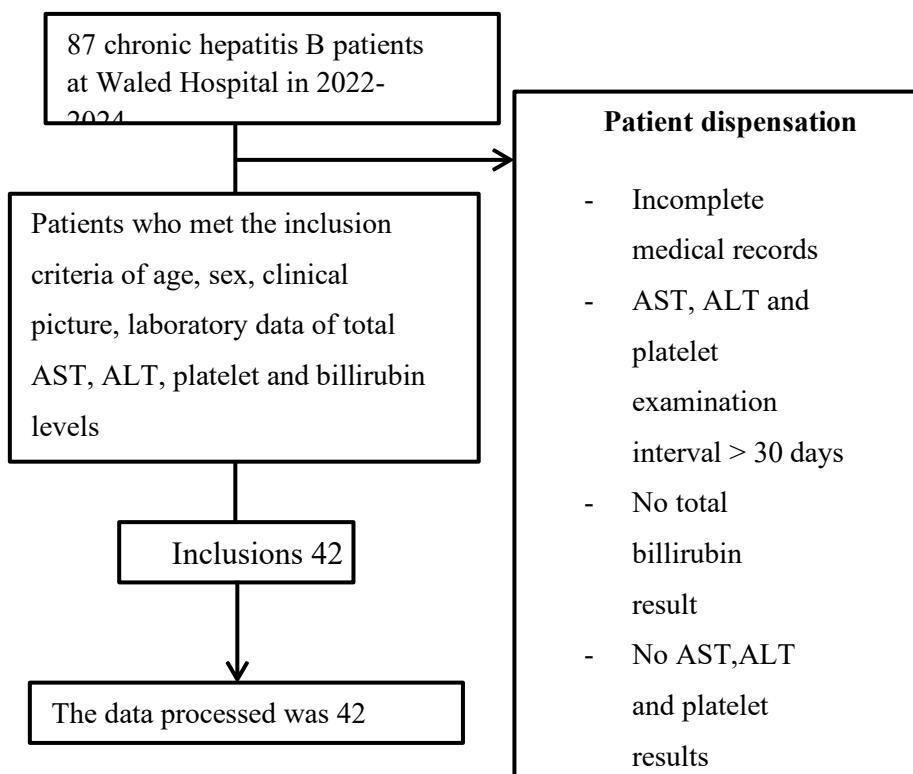 87 chronic hepatitis B patients
at Waled Hospital in 2022-
2024
Patient dispensation
- Incomplete
medical records
- AST, ALT and
platelet
examination
interval > 30 days
- No total
billirubin
result
- No AST,ALT
and platelet
results
Patients who met the inclusion
criteria of age, sex, clinical
picture, laboratory data of total
AST, ALT, platelet and billirubin
levels
Inclusions 42
The data processed was 42